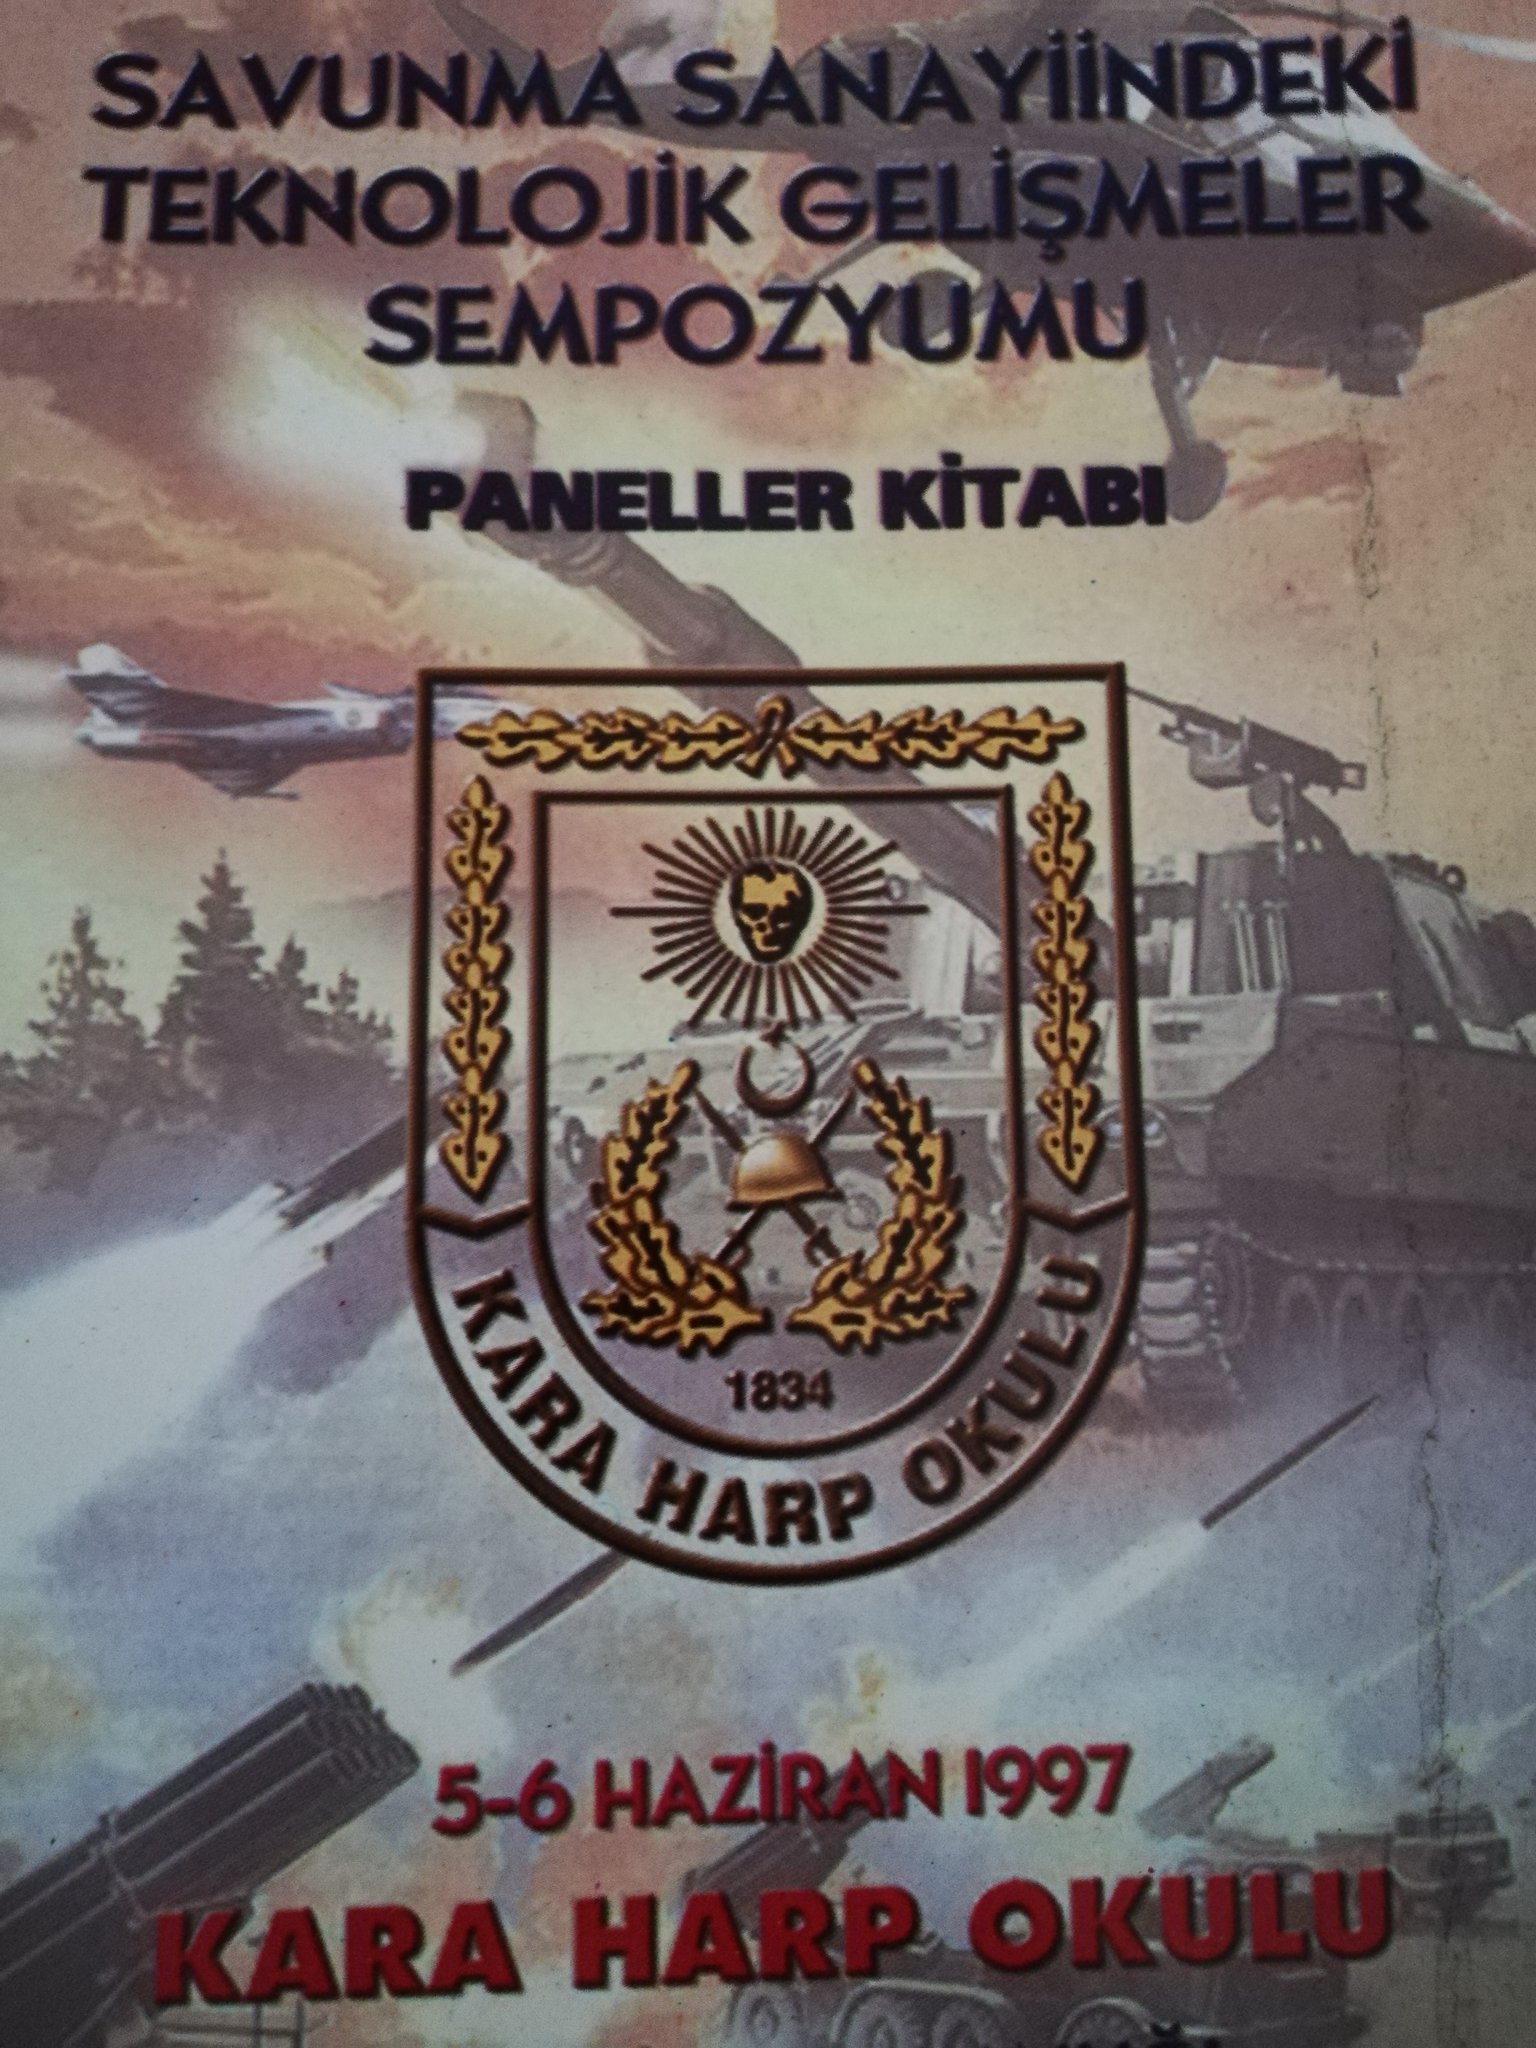 SAVUNMA SANAYİİNDEKİ
TEKNOLOJİK GELİŞMELER
SEMPOZYUMU
PANELLER KİTABI
1834
KARA HARP OKULU
5-6 HAZİRAN 1997
KARA HARP OKULU